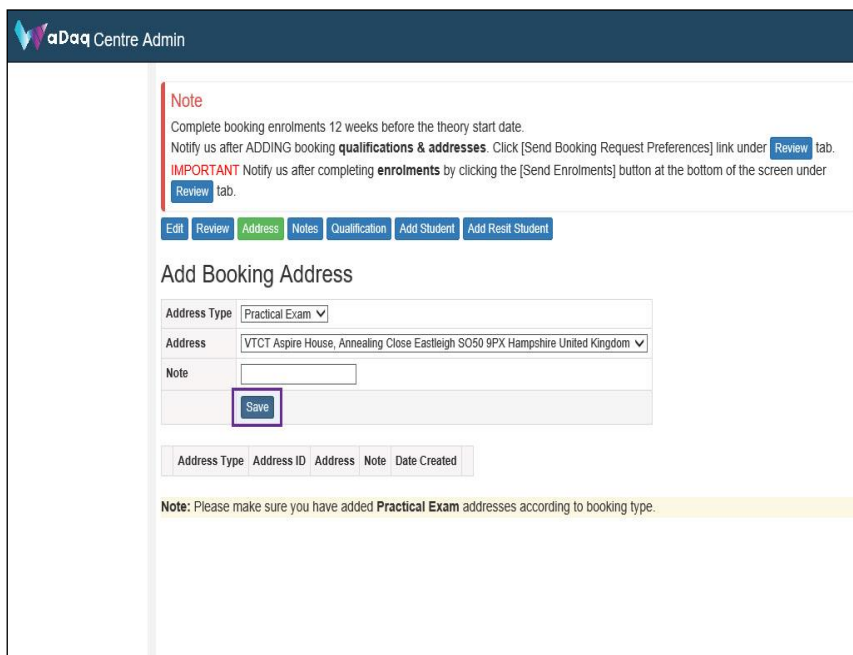 WaDaq Centre Admin
Note
Complete booking enrolments 12 weeks before the theory start date.
Notify us after ADDING booking qualifications & addresses. Click [Send Booking Request Preferences] link under Review tab.
IMPORTANT Notify us after completing enrolments by clicking the [Send Enrolments] button at the bottom of the screen under
Review tab.
Edit Review Address Notes Qualification Add Student Add Resit Student
Add Booking Address
Address Type Practical Exam
Address VTCT Aspire House, Annealing Close Eastleigh SO50 9PX Hampshire United Kingdom
Note
Save
Address Type Address ID Address Note Date Created
Note: Please make sure you have added Practical Exam addresses according to booking type.